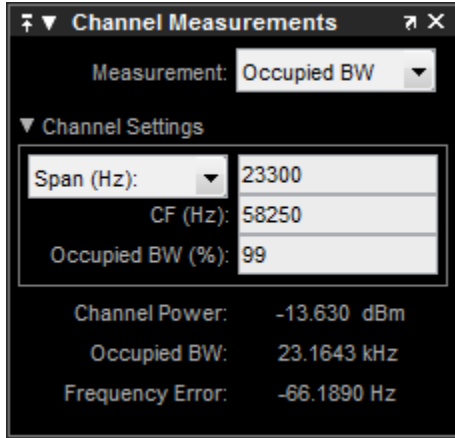 Channel Measurements
Measurement: Occupied BW
Channel Settings
Span (Hz): 23300
CF (Hz): 58250
Occupied BW (%): 99
Channel Power: -13.630 dBm
Occupied BW: 23.1643 kHz
Frequency Error: -66.1890 Hz